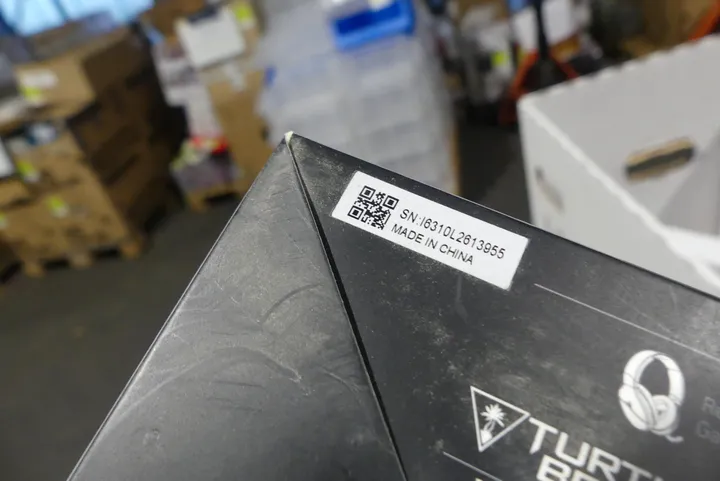 SN:I6310L2613955
MADE IN CHINA
TURTL
BE